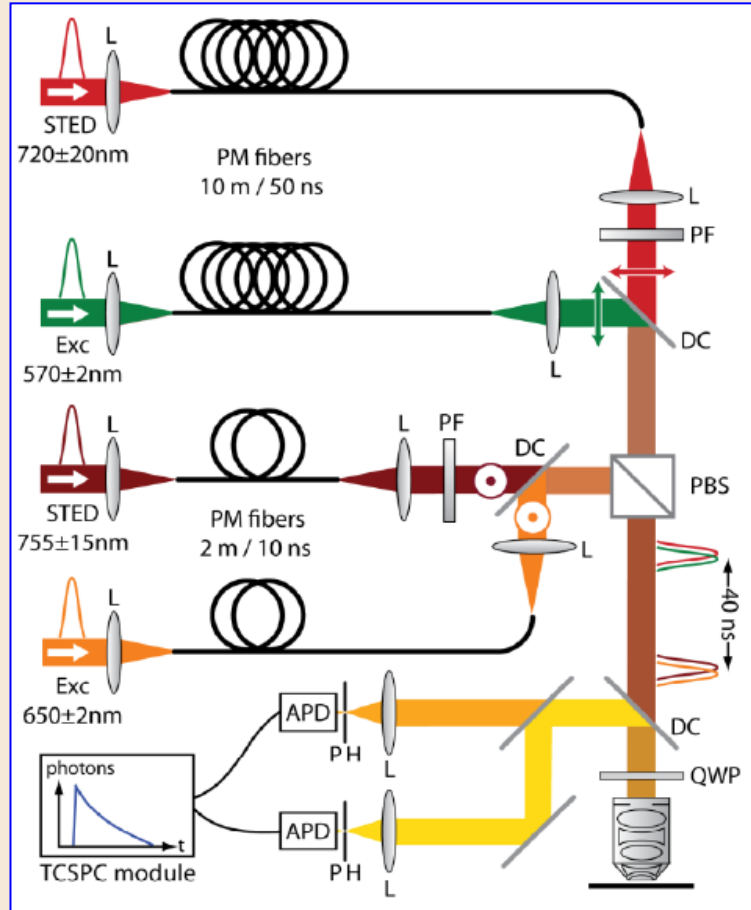 L
STED
720±20nm
PM fibers
10 m / 50 ns
L
PF
L
Exc
570±2nm
L
DC
L
STED
755±15nm
L
PF
DC
PBS
PM fibers
2 m / 10 ns
L
40 ns
L
Exc
650±2nm
APD
PH
L
DC
QWP
photons
t
TCSPC module
APD
PH
L